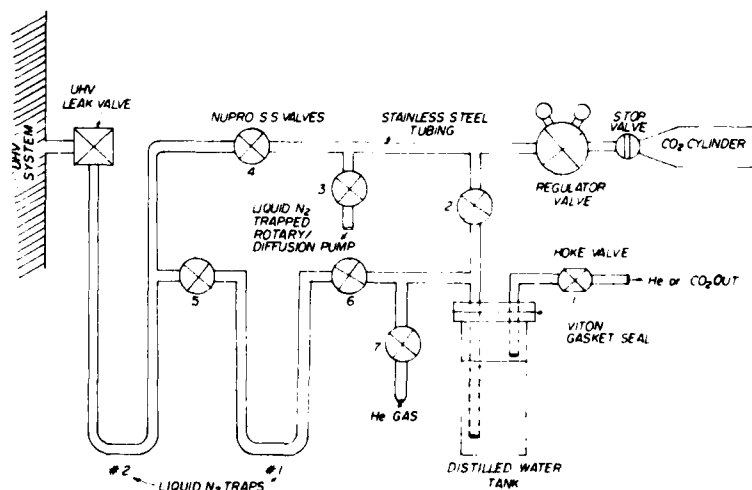 UHV
LEAK VALVE
UHV
SYSTEM
NUPRO S S VALVES
4
STAINLESS STEEL
TUBING
STOP
VALVE
CO2 CYLINDER
REGULATOR
VALVE
3
2
LIQUID N2
TRAPPED
ROTARY/
DIFFUSION PUMP
HOKE VALVE
1
He or CO2 OUT
5
6
VITON
GASKET SEAL
7
He GAS
DISTILLED WATER
TANK
#2
LIQUID N2 TRAPS
#1